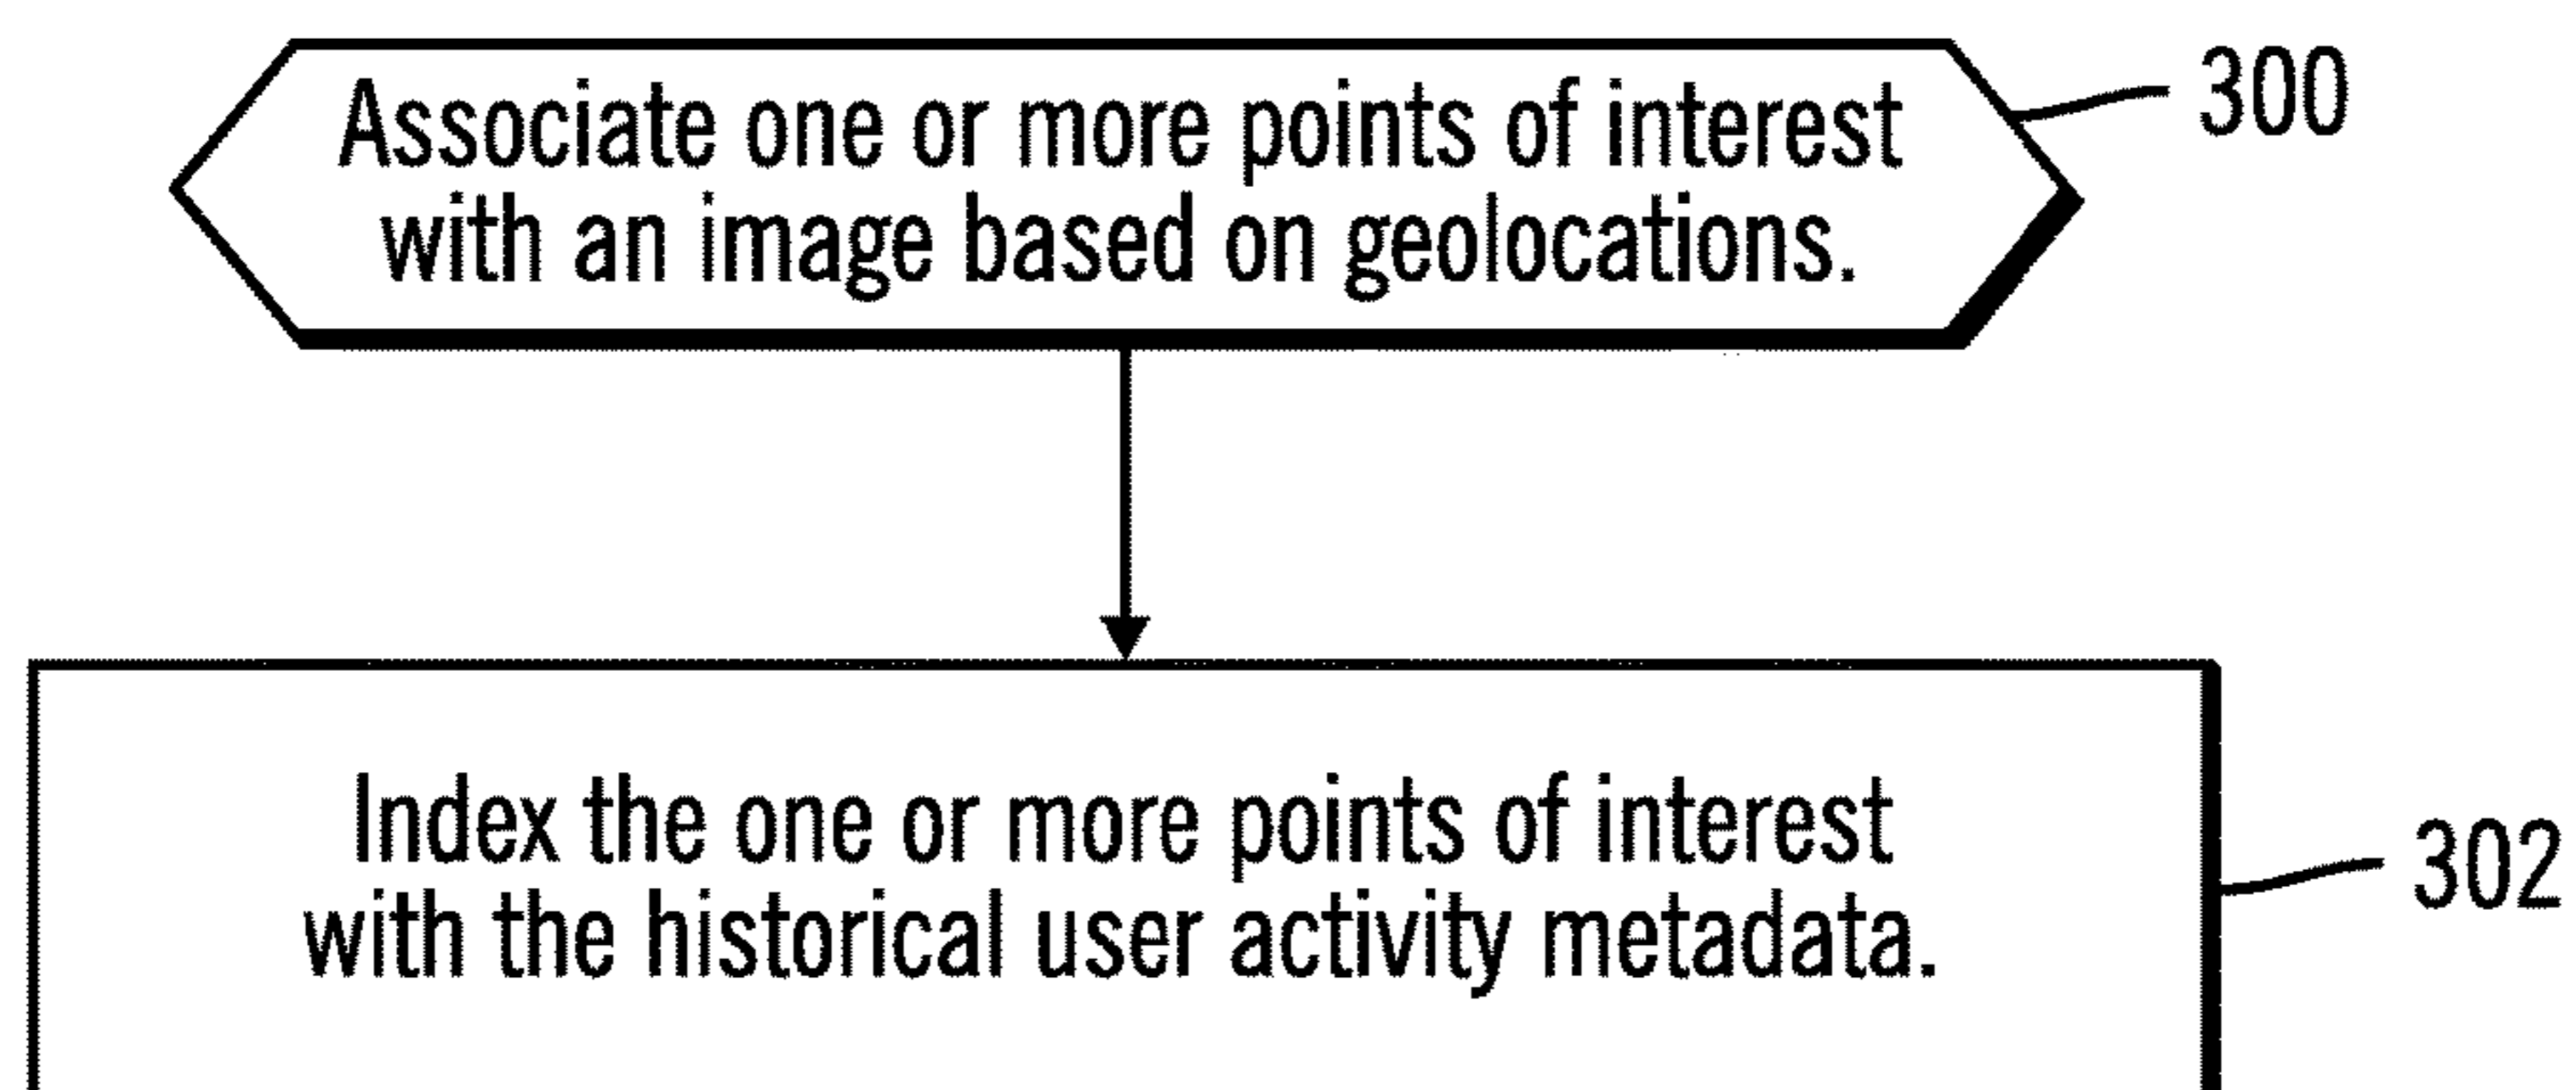 Associate one or more points of interest
with an image based on geolocations.
300
Index the one or more points of interest
with the historical user activity metadata.
302